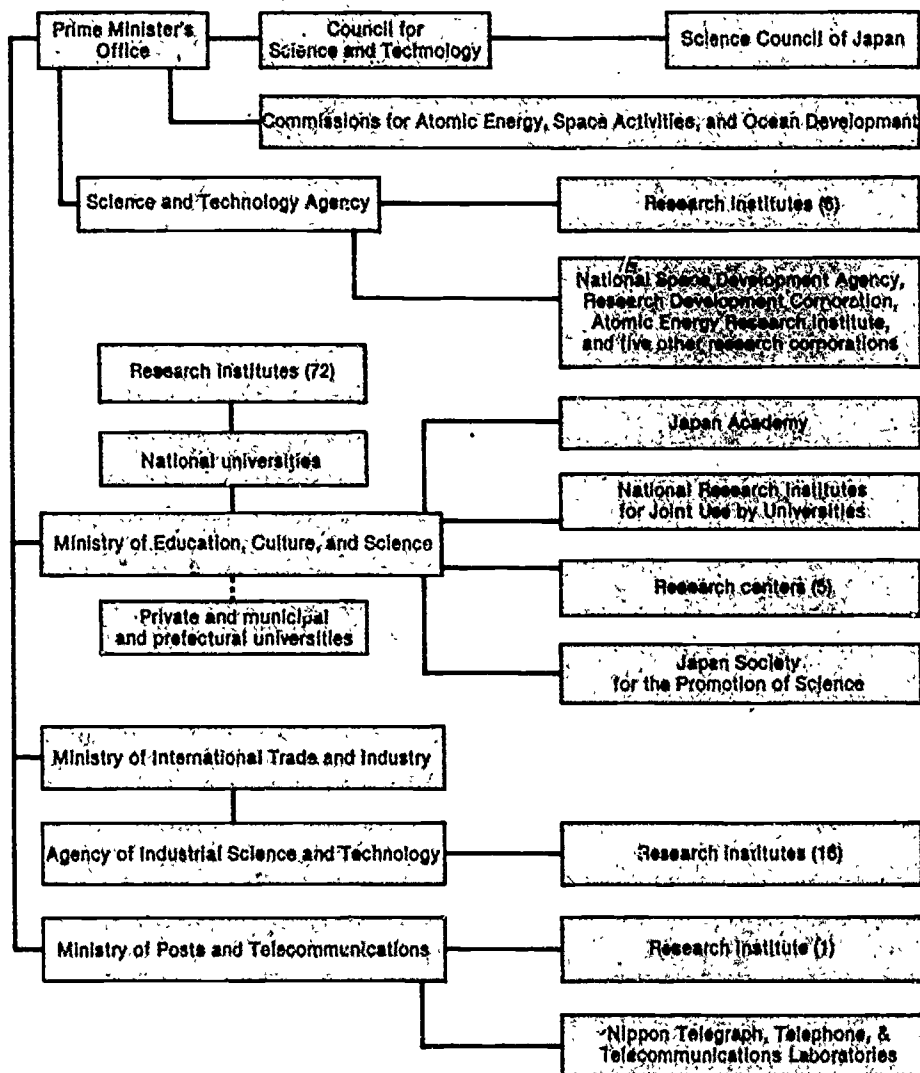 Prime Minister's
Office
Council for
Science and Technology
Science Council of Japan
Commissions for Atomic Energy, Space Activities, and Ocean Development
Science and Technology Agency
Research Institutes (6)
National Space Development Agency,
Research Development Corporation,
Atomic Energy Research Institute,
and five other research corporations
Research Institutes (72)
National universities
Ministry of Education, Culture, and Science
Private and municipal
and prefectural universities
Japan Academy
National Research Institutes
for Joint Use by Universities
Research centers (5)
Japan Society
for the Promotion of Science
Ministry of International Trade and Industry
Agency of Industrial Science and Technology
Research Institutes (16)
Ministry of Posts and Telecommunications
Research Institute (1)
Nippon Telegraph, Telephone, &
Telecommunications Laboratories